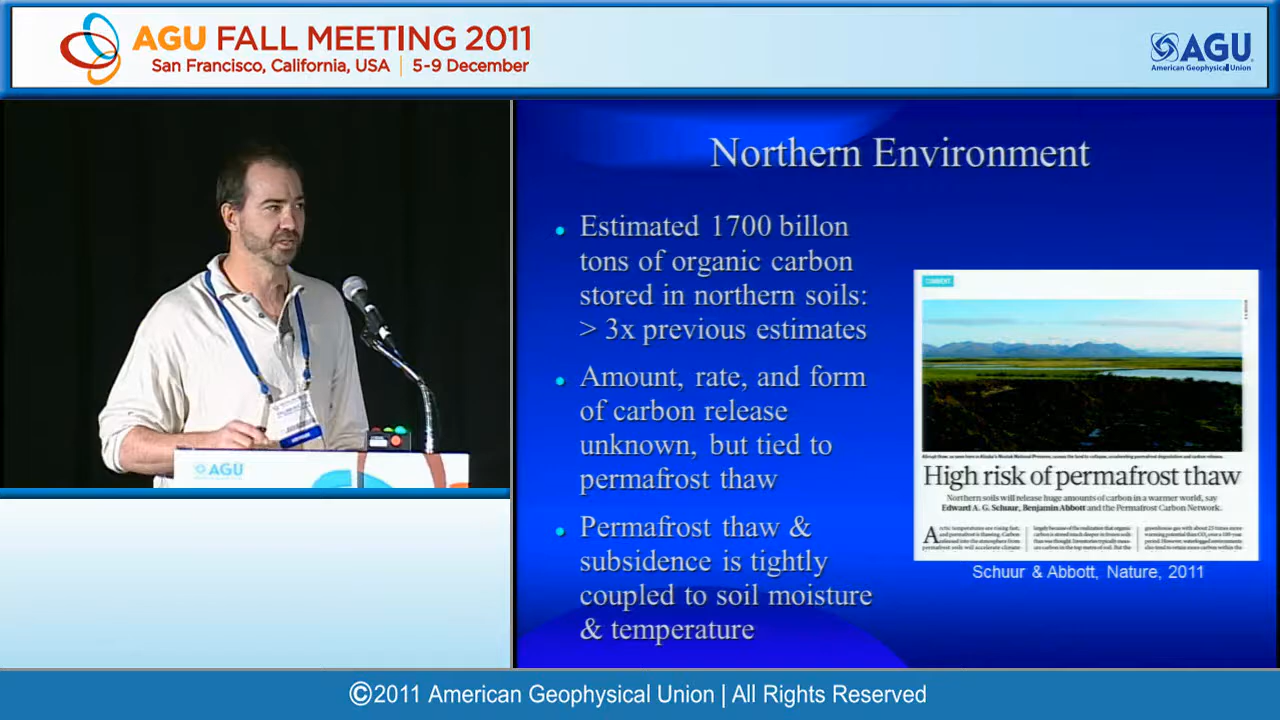 AGU FALL MEETING 2011
San Francisco, California, USA | 5-9 December
AGU
American Geophysical Union
AGU
Northern Environment
• Estimated 1700 billon
tons of organic carbon
stored in northern soils:
> 3x previous estimates
• Amount, rate, and form
of carbon release
unknown, but tied to
permafrost thaw
• Permafrost thaw &
subsidence is tightly
coupled to soil moisture
& temperature
COMMENT
High risk of permafrost thaw
Northern soils will release huge amounts of carbon in a warmer world, say
Edward A. G. Schuur, Benjamin Abbott and the Permafrost Carbon Network.
Schuur & Abbott, Nature, 2011
©2011 American Geophysical Union | All Rights Reserved